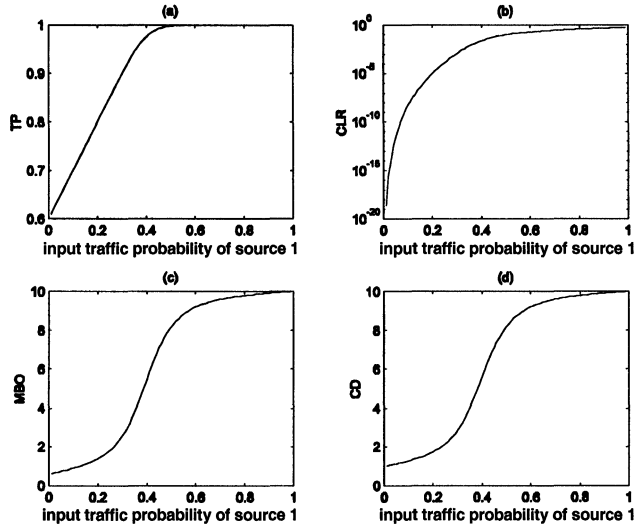 (a)
1
0.9
0.8
0.7
0.6
TP
0 0.2 0.4 0.6 0.8 1
input traffic probability of source 1
(b)
10^0
10^-5
10^-10
10^-15
10^-20
CLR
0 0.2 0.4 0.6 0.8 1
input traffic probability of source 1
(c)
10
8
6
4
2
0
MBO
0 0.2 0.4 0.6 0.8 1
input traffic probability of source 1
(d)
10
8
6
4
2
0
CD
0 0.2 0.4 0.6 0.8 1
input traffic probability of source 1